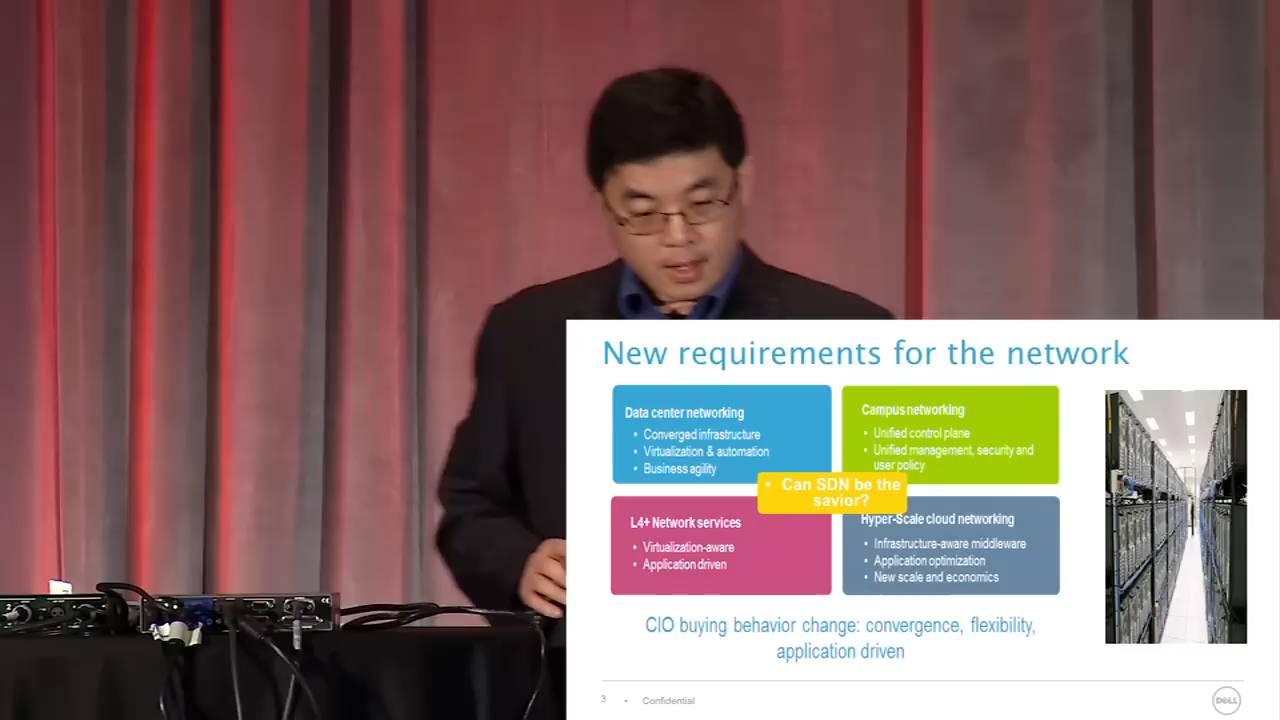 New requirements for the network
Data center networking
• Converged infrastructure
• Virtualization & automation
• Business agility
Campus networking
• Unified control plane
• Unified management, security and
user policy
• Can SDN be the
savior?
L4+ Network services
• Virtualization-aware
• Application driven
Hyper-Scale cloud networking
• Infrastructure-aware middleware
• Application optimization
• New scale and economics
CIO buying behavior change: convergence, flexibility,
application driven
3 • Confidential
DELL